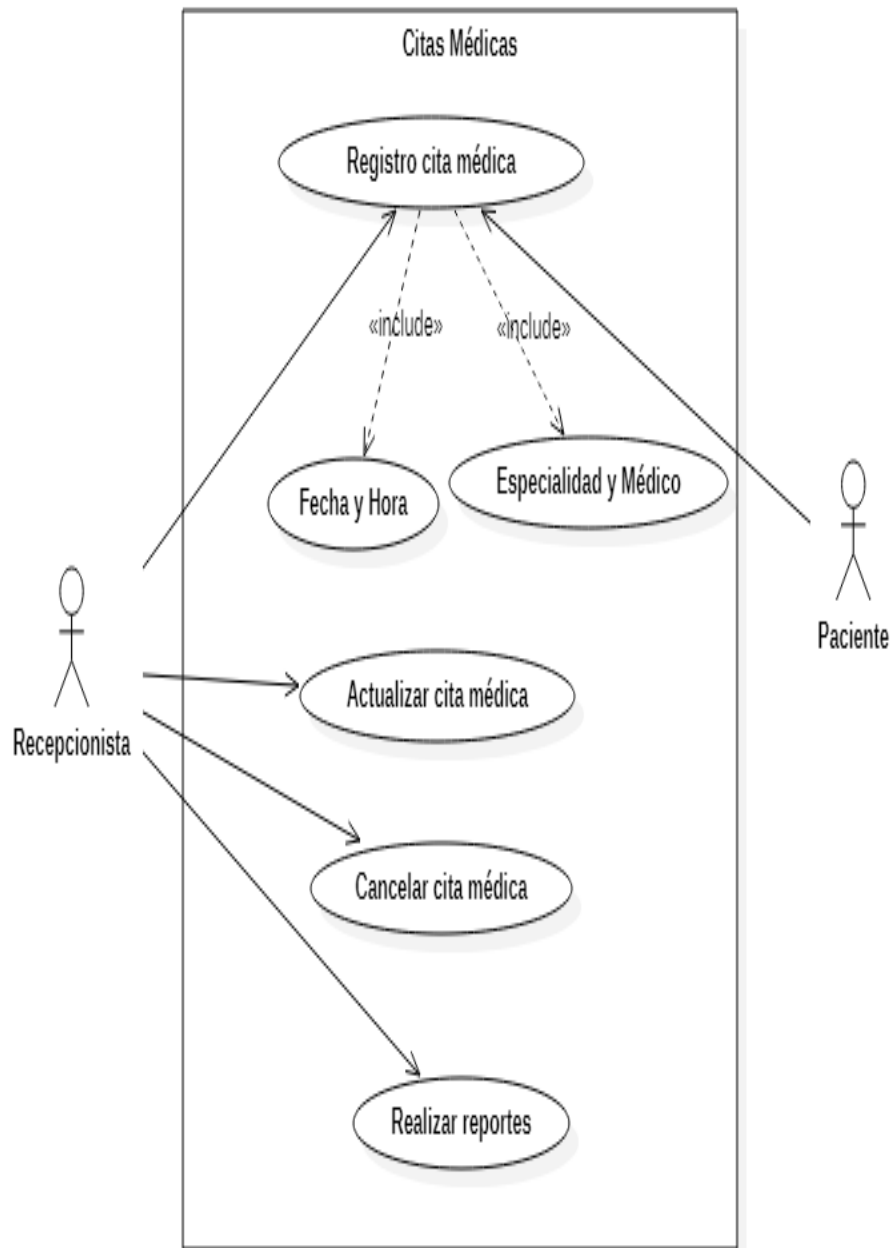 Citas Médicas
Registro cita médica
«include»
«include»
Fecha y Hora
Especialidad y Médico
Paciente
Actualizar cita médica
Recepcionista
Cancelar cita médica
Realizar reportes